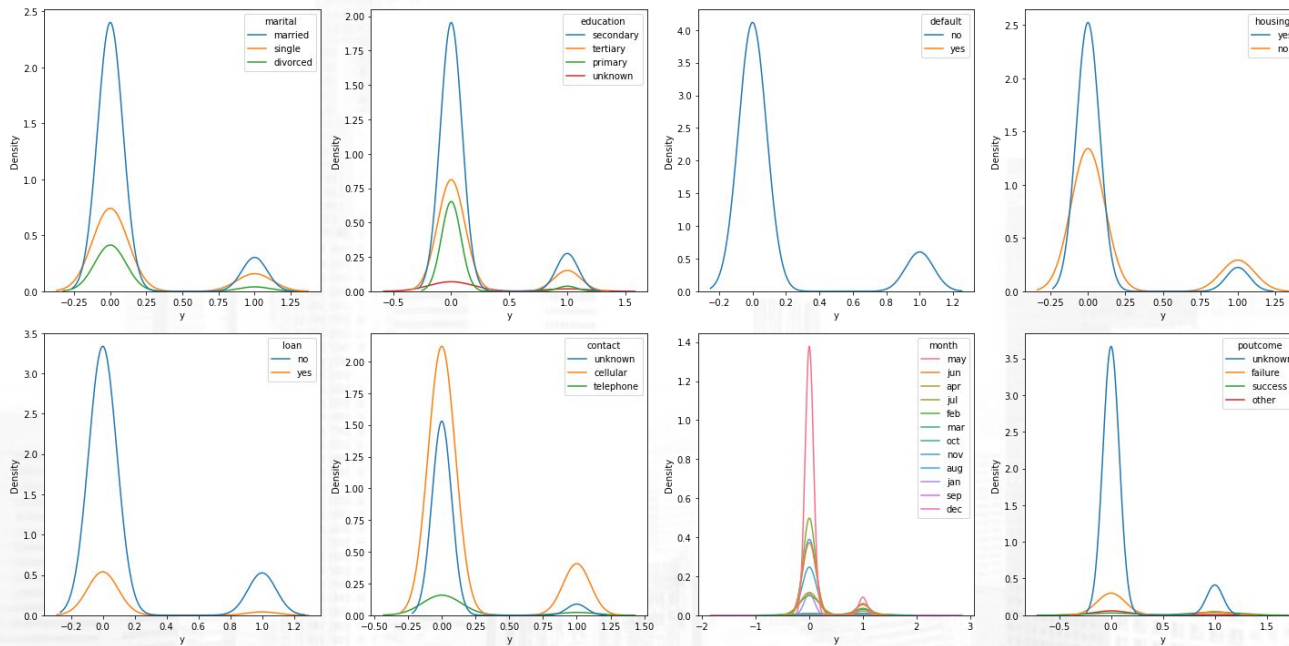 marital
married
single
divorced
2.5
2.0
1.5
1.0
0.5
0.0
Density
−0.25 0.00 0.25 0.50 0.75 1.00 1.25
y
education
secondary
tertiary
primary
unknown
2.00
1.75
1.50
1.25
1.00
0.75
0.50
0.25
0.00
Density
−0.5 0.0 0.5 1.0 1.5
y
default
no
yes
4.0
3.5
3.0
2.5
2.0
1.5
1.0
0.5
0.0
Density
−0.2 0.0 0.2 0.4 0.6 0.8 1.0 1.2
y
housing
yes
no
2.5
2.0
1.5
1.0
0.5
0.0
Density
−0.25 0.00 0.25 0.50 0.75 1.00 1.25
y
loan
no
yes
3.5
3.0
2.5
2.0
1.5
1.0
0.5
0.0
Density
−0.2 0.0 0.2 0.4 0.6 0.8 1.0 1.2
y
contact
unknown
cellular
telephone
2.00
1.75
1.50
1.25
1.00
0.75
0.50
0.25
0.00
Density
−0.50 −0.25 0.00 0.25 0.50 0.75 1.00 1.25 1.50
y
month
may
jun
apr
jul
feb
mar
oct
nov
aug
jan
sep
dec
1.4
1.2
1.0
0.8
0.6
0.4
0.2
0.0
Density
−2 −1 0 1 2 3
y
poutcome
unknown
failure
success
other
3.5
3.0
2.5
2.0
1.5
1.0
0.5
0.0
Density
−0.5 0.0 0.5 1.0 1.5
y